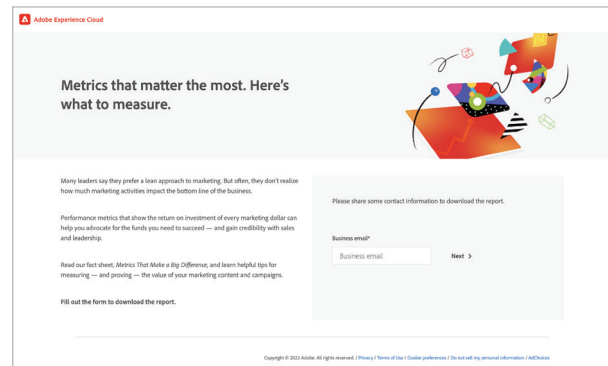 Adobe Experience Cloud
Metrics that matter the most. Here's
what to measure.
Many leaders say they prefer a lean approach to marketing. But often, they don't realize
how much marketing activities impact the bottom line of the business.
Performance metrics that show the return on investment of every marketing dollar can
help you advocate for the funds you need to succeed — and gain credibility with sales
and leadership.
Read our fact sheet, Metrics That Make a Big Difference, and learn helpful tips for
measuring — and proving — the value of your marketing content and campaigns.
Fill out the form to download the report.
Please share some contact information to download the report.
Business email*
Business email
Next >
Copyright © 2022 Adobe. All rights reserved. / Privacy / Terms of Use / Cookie preferences / Do not sell my personal information / AdChoices